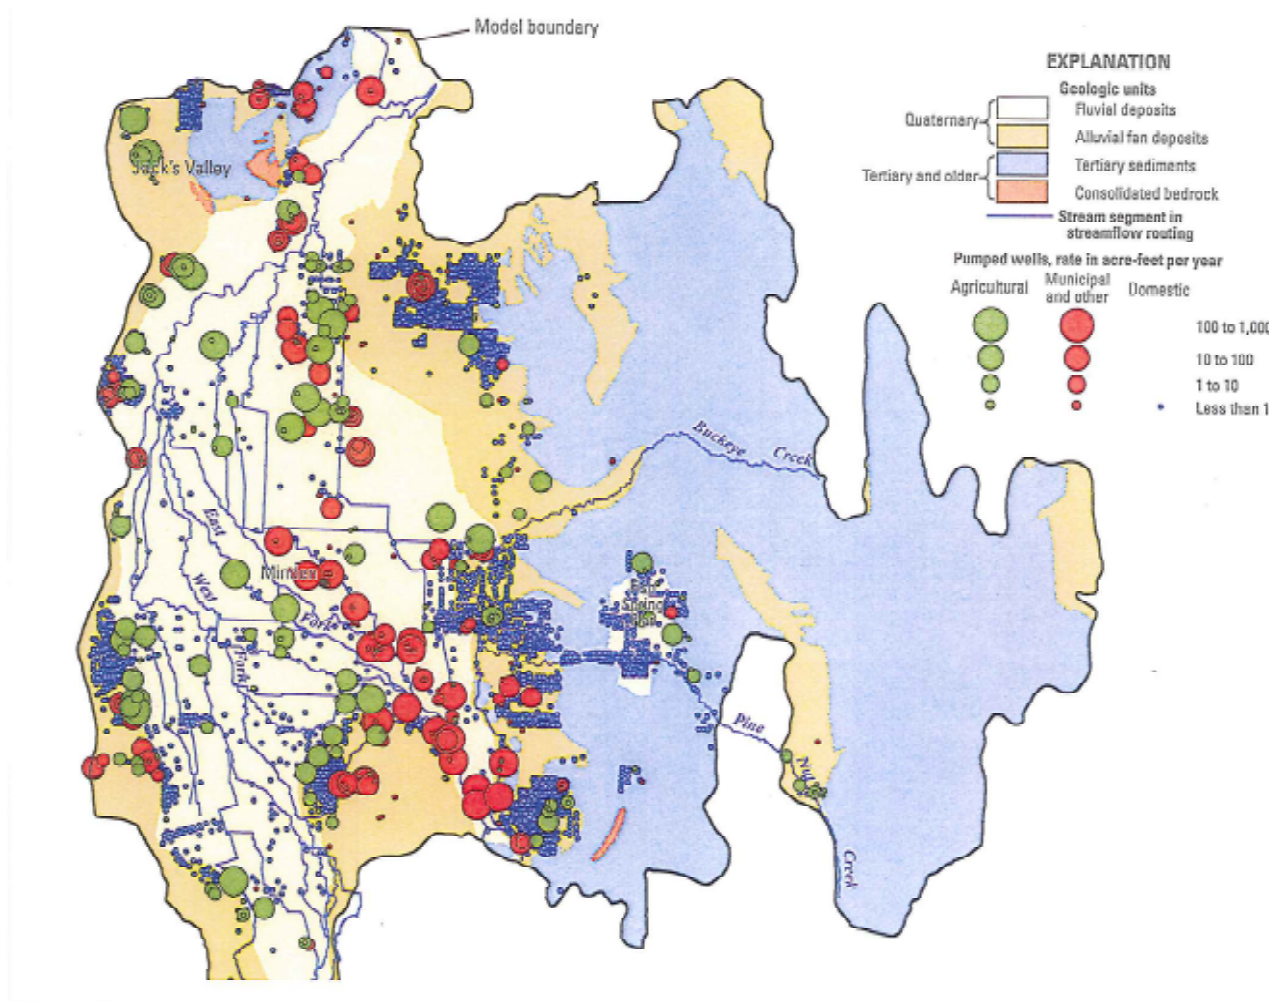 Model boundary
EXPLANATION
Geologic units
Quaternary
Fluvial deposits
Alluvial fan deposits
Tertiary and older
Tertiary sediments
Consolidated bedrock
Stream segment in
streamflow routing
Pumped wells, rate in acre-feet per year
Agricultural
Municipal
and other
Domestic
100 to 1,000
10 to 100
1 to 10
Less than 1
Jack's Valley
Buckeye
Creek
East
West
Minden
Fork
Fork
Spring
Pine
Nut
Creek